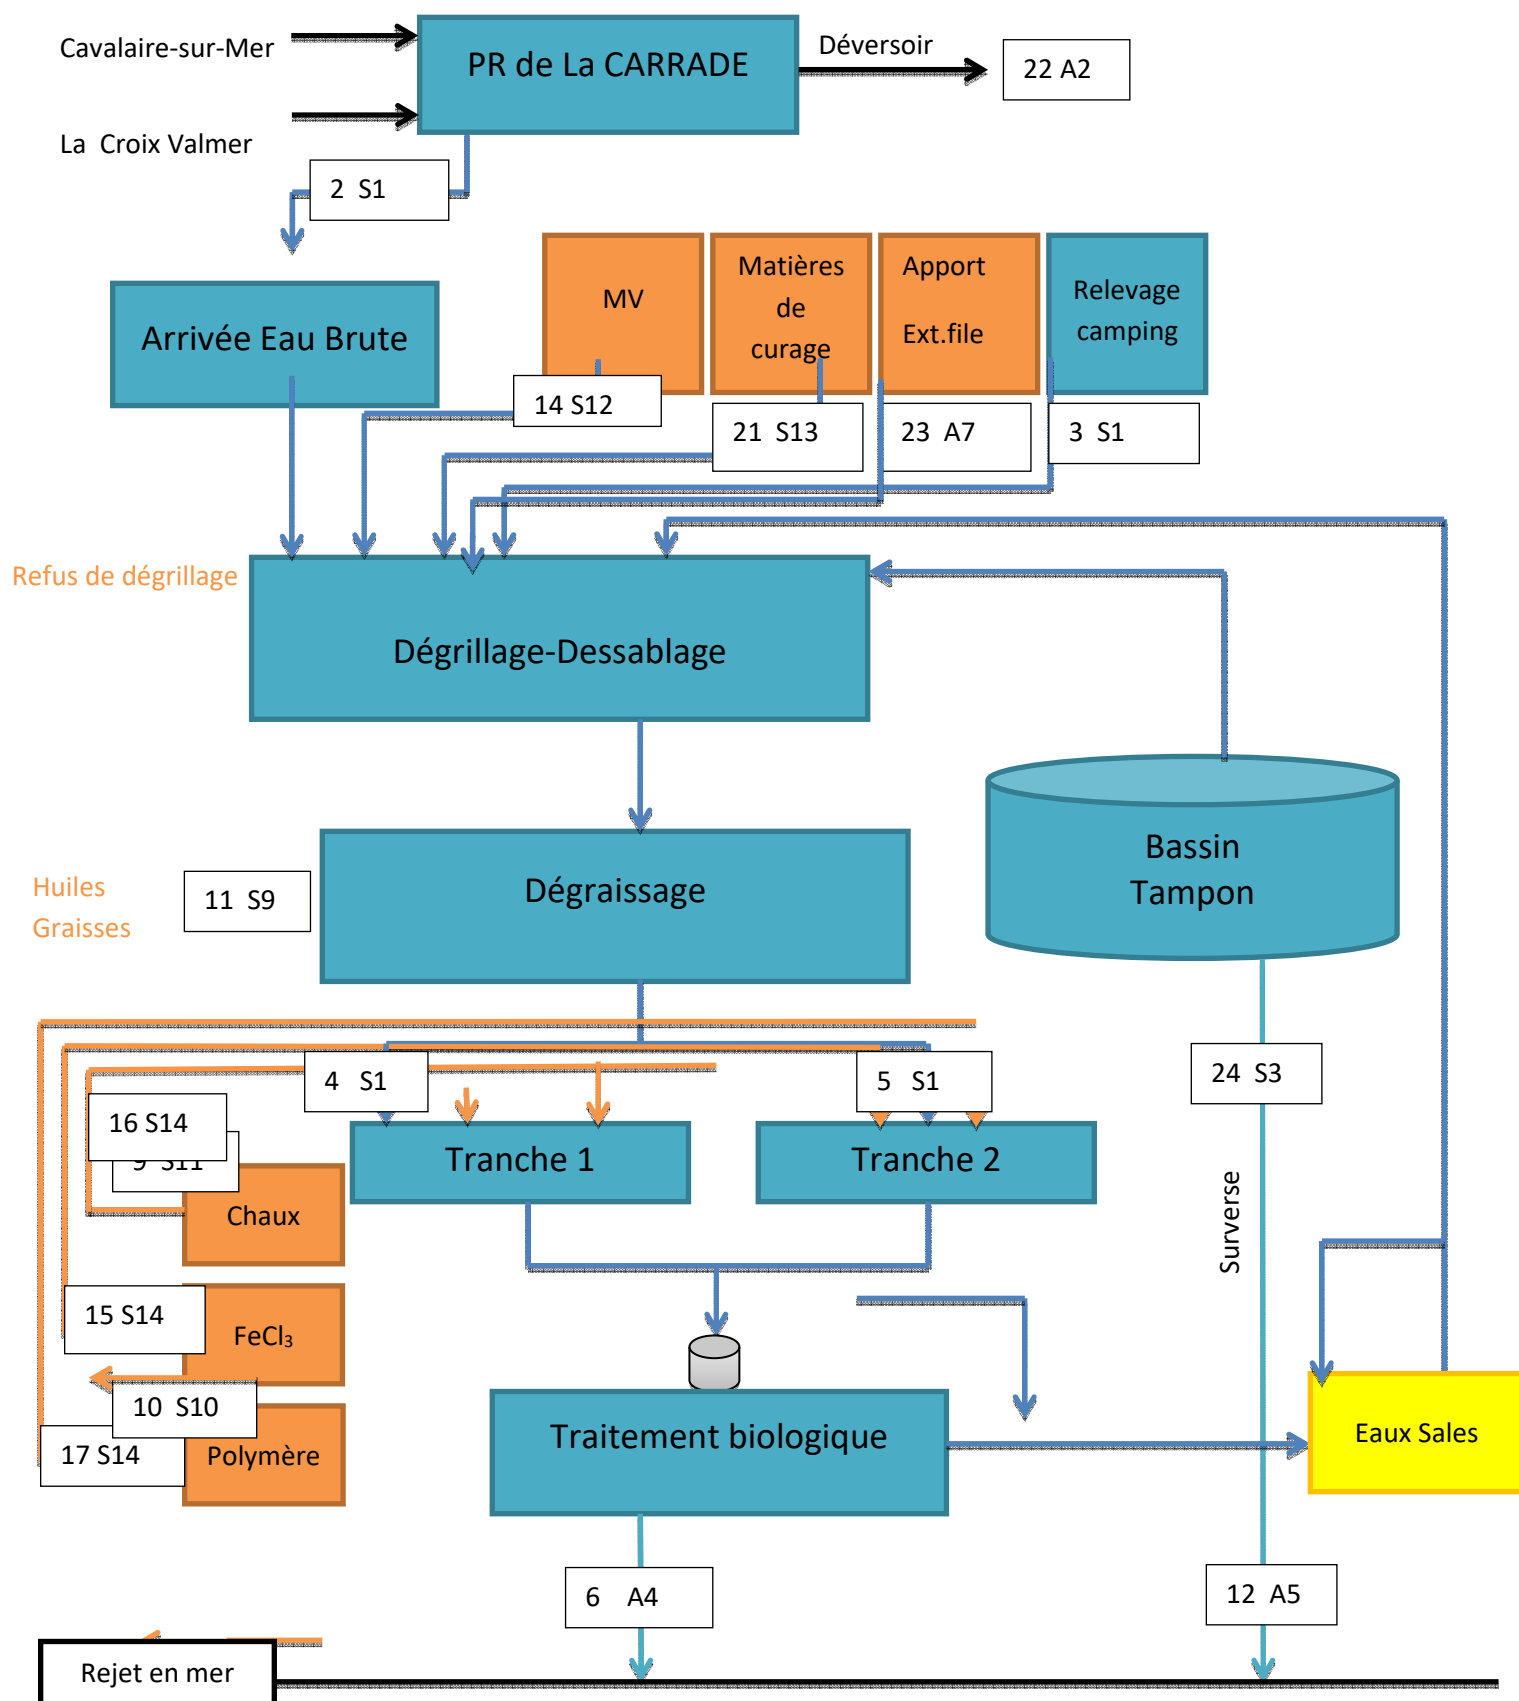 Cavalaire-sur-Mer
PR de La CARRADE
Déversoir
22 A2
La Croix Valmer
2 S1
Arrivée Eau Brute
MV
Matières
de
curage
Apport
Ext.file
Relevage
camping
14 S12
21 S13
23 A7
3 S1
Refus de dégrillage
Dégrillage-Dessablage
Bassin
Tampon
Huiles
Graisses
11 S9
Dégraissage
4 S1
5 S1
24 S3
16 S14
9 S11
Tranche 1
Tranche 2
Chaux
Surverse
15 S14
FeCl₃
10 S10
17 S14
Polymère
Traitement biologique
Eaux Sales
6 A4
12 A5
Rejet en mer